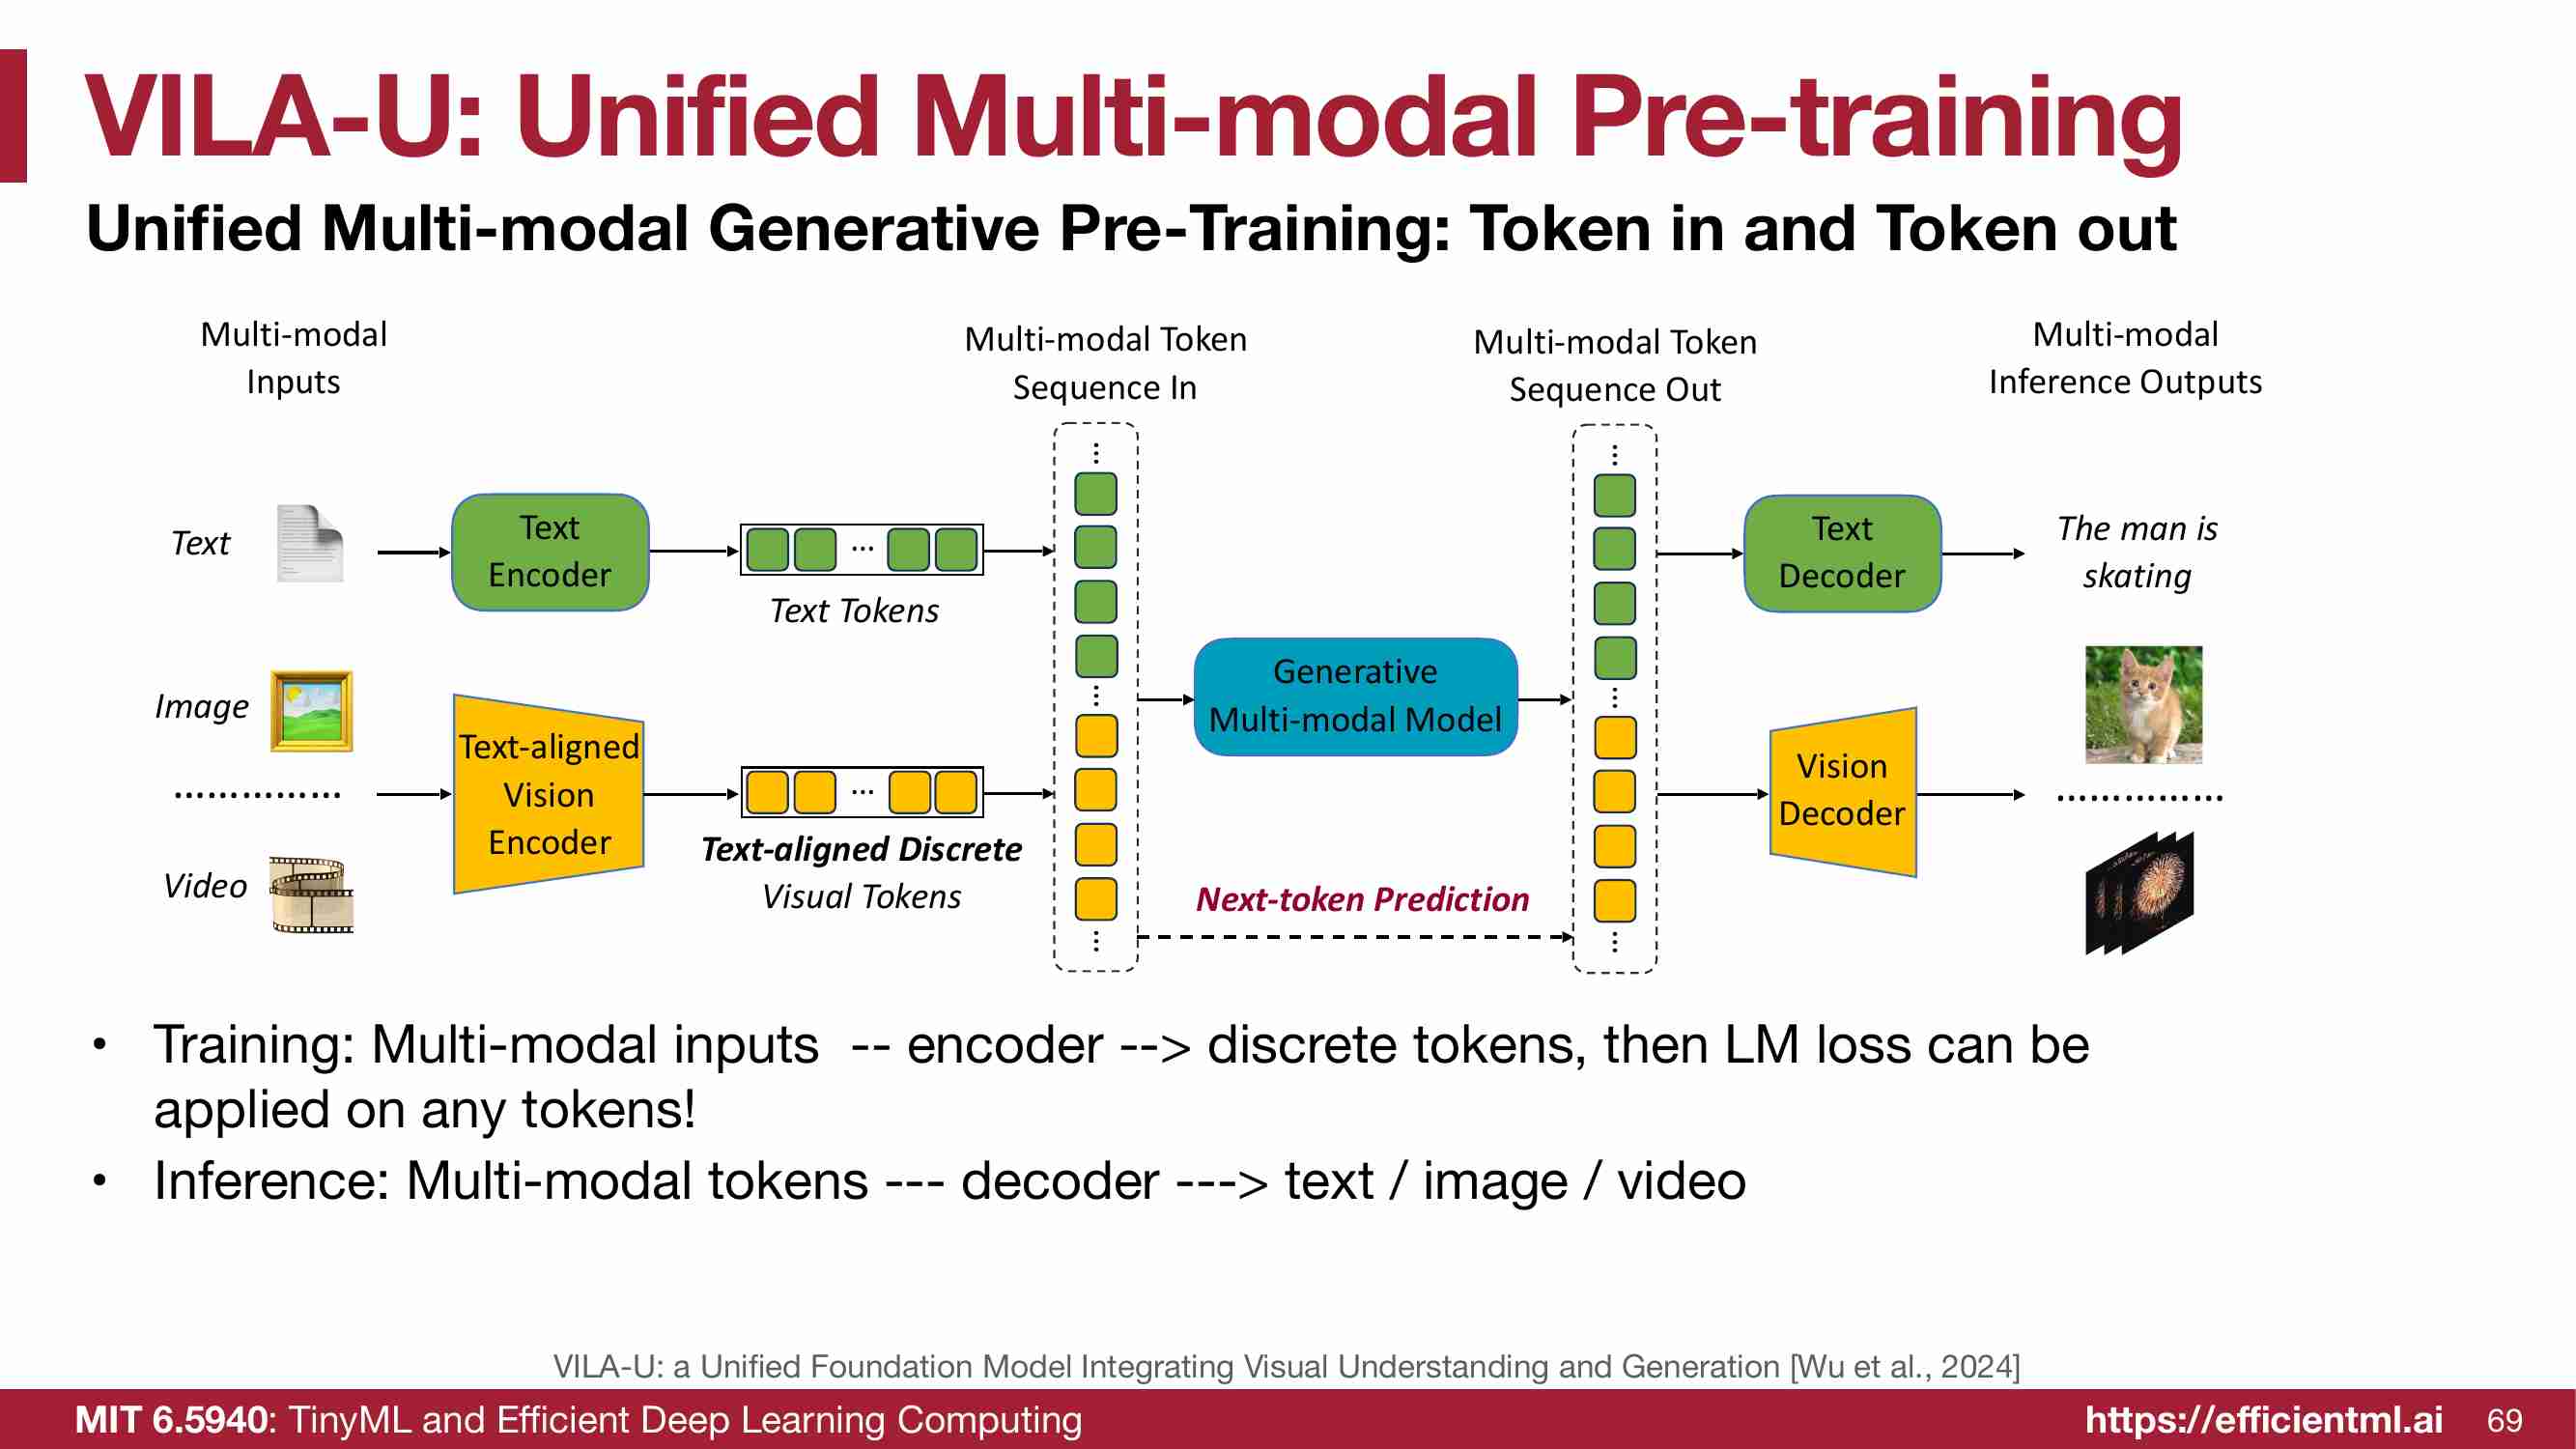 VILA-U: Unified Multi-modal Pre-training
Unified Multi-modal Generative Pre-Training: Token in and Token out
Multi-modal
Inputs
Multi-modal Token
Sequence In
Multi-modal Token
Sequence Out
Multi-modal
Inference Outputs
Text
Text
Encoder
Text Tokens
Text
Decoder
The man is
skating
Image
...............
Video
Text-aligned
Vision
Encoder
...
Text-aligned Discrete
Visual Tokens
Generative
Multi-modal Model
Next-token Prediction
Vision
Decoder
...............
• Training: Multi-modal inputs -- encoder --> discrete tokens, then LM loss can be
applied on any tokens!
• Inference: Multi-modal tokens --- decoder ---> text / image / video
VILA-U: a Unified Foundation Model Integrating Visual Understanding and Generation [Wu et al., 2024]
MIT 6.5940: TinyML and Efficient Deep Learning Computing
https://efficientml.ai 69